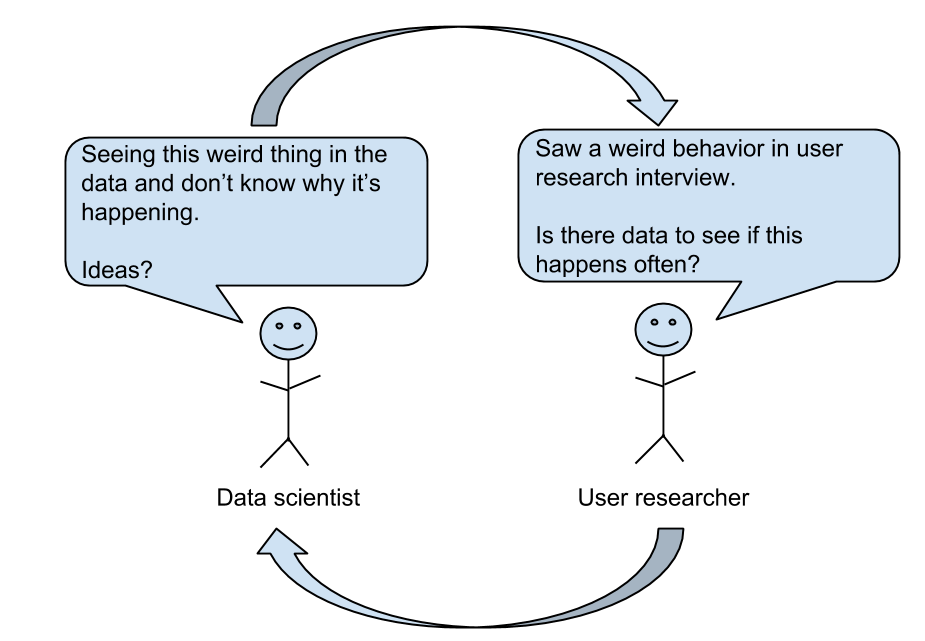 Seeing this weird thing in the
data and don't know why it's
happening.
Ideas?
Saw a weird behavior in user
research interview.
Is there data to see if this
happens often?
Data scientist
User researcher